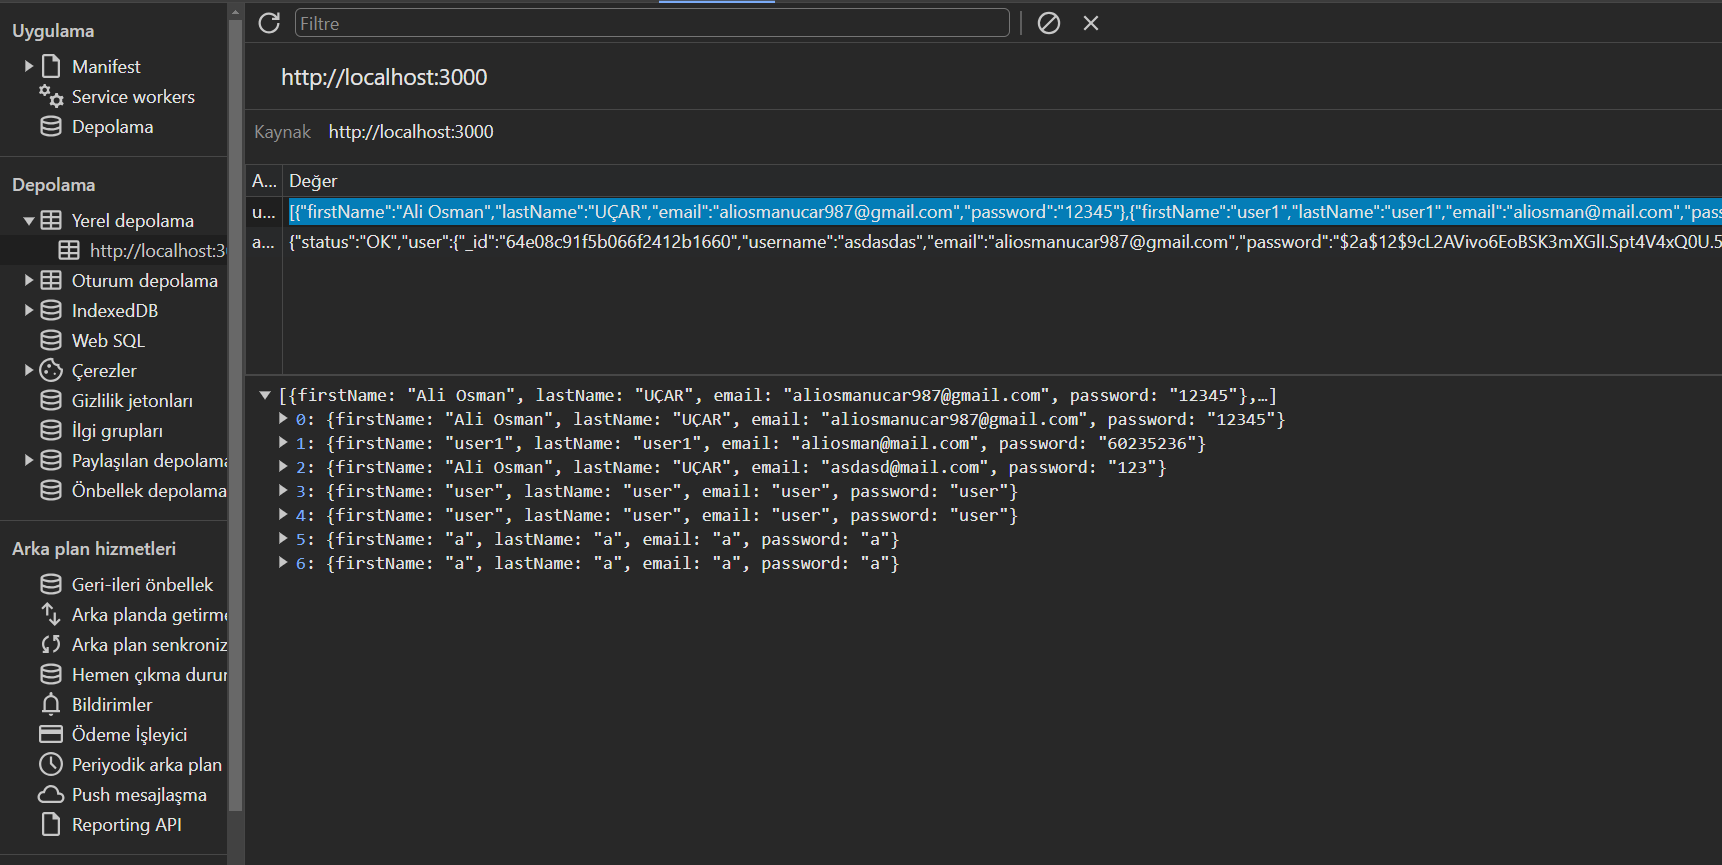 Uygulama
Manifest
Service workers
Depolama
Depolama
Yerel depolama
http://localhost:3
Oturum depolama
IndexedDB
Web SQL
Çerezler
Gizlilik jetonları
İlgi grupları
Paylaşılan depolama
Önbellek depolama
Arka plan hizmetleri
Geri-ileri önbellek
Arka planda getirme
Arka plan senkroniz
Hemen çıkma durur
Bildirimler
Ödeme İşleyici
Periyodik arka plan
Push mesajlaşma
Reporting API
Filtre
http://localhost:3000
Kaynak http://localhost:3000
A... Değer
u... [{"firstName":"Ali Osman","lastName":"UÇAR","email":"aliosmanucar987@gmail.com","password":"12345"},{"firstName":"user1","lastName":"user1","email":"aliosman@mail.com","pas
a... {"status":"OK","user":{"_id":"64e08c91f5b066f2412b1660","username":"asdasdas","email":"aliosmanucar987@gmail.com","password":"$2a$12$9cL2AVivo6EoBSK3mXGlI.Spt4V4xQ0U.5
[{firstName: "Ali Osman", lastName: "UÇAR", email: "aliosmanucar987@gmail.com", password: "12345"},…]
0: {firstName: "Ali Osman", lastName: "UÇAR", email: "aliosmanucar987@gmail.com", password: "12345"}
1: {firstName: "user1", lastName: "user1", email: "aliosman@mail.com", password: "60235236"}
2: {firstName: "Ali Osman", lastName: "UÇAR", email: "asdasd@mail.com", password: "123"}
3: {firstName: "user", lastName: "user", email: "user", password: "user"}
4: {firstName: "user", lastName: "user", email: "user", password: "user"}
5: {firstName: "a", lastName: "a", email: "a", password: "a"}
6: {firstName: "a", lastName: "a", email: "a", password: "a"}